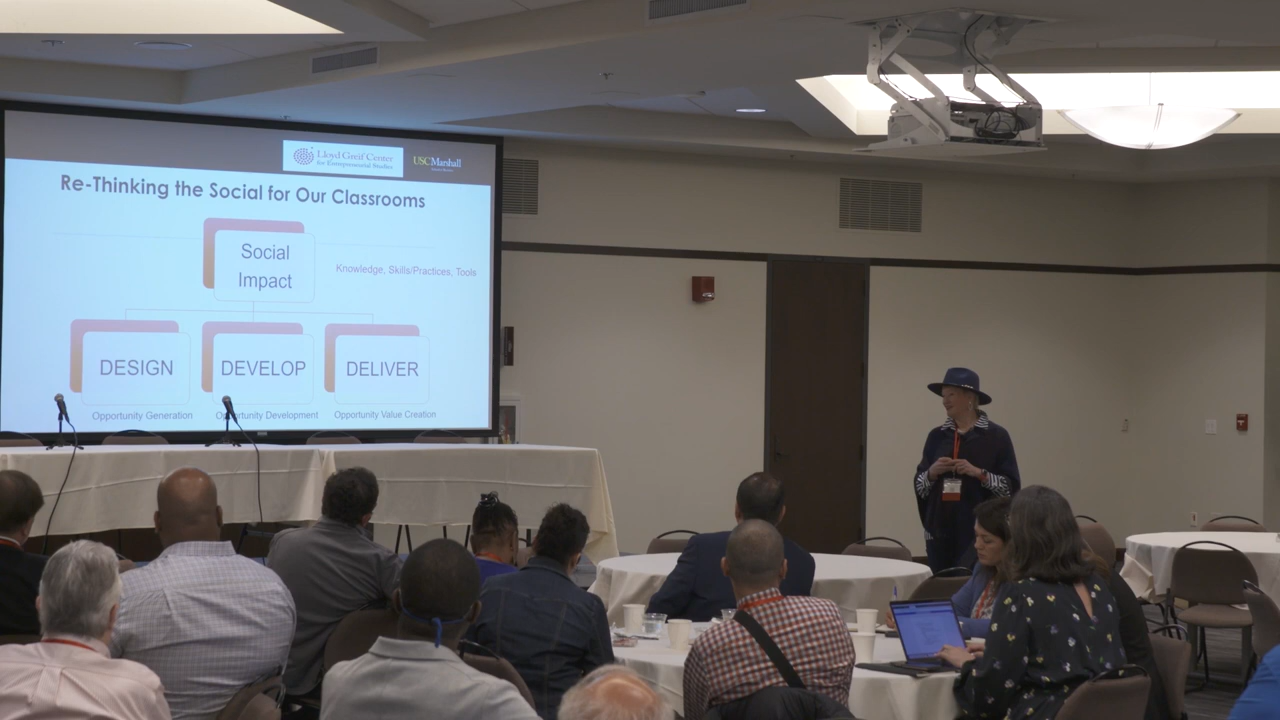 Lloyd Greif Center
for Entrepreneurial Studies
USC Marshall
Re-Thinking the Social for Our Classrooms
Social
Impact
Knowledge, Skills/Practices, Tools
DESIGN
DEVELOP
DELIVER
Opportunity Generation
Opportunity Development
Opportunity Value Creation